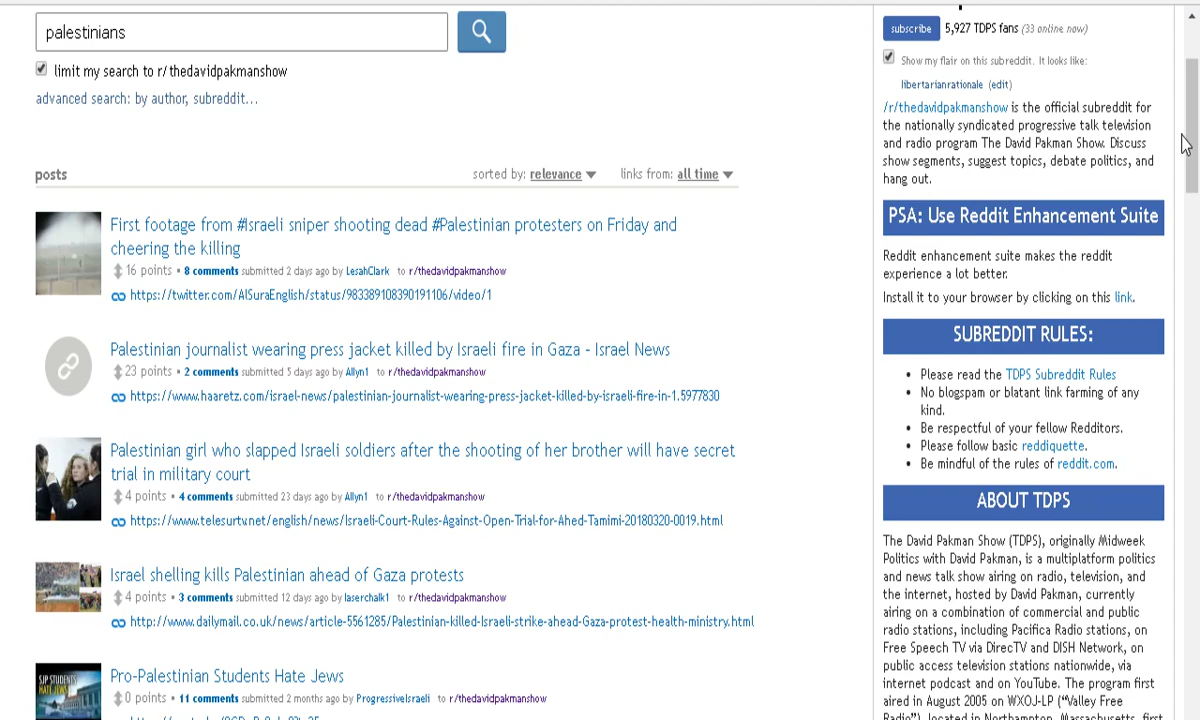 palestinians
limit my search to r/thedavidpakmanshow
advanced search: by author, subreddit...
posts
sorted by: relevance
links from: all time
First footage from #Israeli sniper shooting dead #Palestinian protesters on Friday and
cheering the killing
16 points • 8 comments submitted 2 days ago by LesahClark to r/thedavidpakmanshow
https://twitter.com/AlSuraEnglish/status/983389108390191106/video/1
Palestinian journalist wearing press jacket killed by Israeli fire in Gaza - Israel News
23 points • 2 comments submitted 5 days ago by Allyn1 to r/thedavidpakmanshow
https://www.haaretz.com/israel-news/palestinian-journalist-wearing-press-jacket-killed-by-israeli-fire-in-1.5977830
Palestinian girl who slapped Israeli soldiers after the shooting of her brother will have secret
trial in military court
4 points • 4 comments submitted 23 days ago by Allyn1 to r/thedavidpakmanshow
https://www.telesurtv.net/english/news/Israeli-Court-Rules-Against-Open-Trial-for-Ahed-Tamimi-20180320-0019.html
Israel shelling kills Palestinian ahead of Gaza protests
4 points • 3 comments submitted 12 days ago by laserchalk1 to r/thedavidpakmanshow
http://www.dailymail.co.uk/news/article-5561285/Palestinian-killed-Israeli-strike-ahead-Gaza-protest-health-ministry.html
SJP STUDENTS
HATE JEWS
Pro-Palestinian Students Hate Jews
0 points • 11 comments submitted 2 months ago by ProgressiveIsraeli to r/thedavidpakmanshow
subscribe 5,927 TDPS fans (33 online now)
Show my flair on this subreddit. It looks like:
libertarianrationale (edit)
/r/thedavidpakmanshow is the official subreddit for
the nationally syndicated progressive talk television
and radio program The David Pakman Show. Discuss
show segments, suggest topics, debate politics, and
hang out.
PSA: Use Reddit Enhancement Suite
Reddit enhancement suite makes the reddit
experience a lot better.
Install it to your browser by clicking on this link.
SUBREDDIT RULES:
Please read the TDPS Subreddit Rules
No blogspam or blatant link farming of any
kind.
Be respectful of your fellow Redditors.
Please follow basic reddiquette.
Be mindful of the rules of reddit.com.
ABOUT TDPS
The David Pakman Show (TDPS), originally Midweek
Politics with David Pakman, is a multiplatform politics
and news talk show airing on radio, television, and
the internet, hosted by David Pakman, currently
airing on a combination of commercial and public
radio stations, including Pacifica Radio stations, on
Free Speech TV via DirecTV and DISH Network, on
public access television stations nationwide, via
internet podcast and on YouTube. The program first
aired in August 2005 on WXOJ-LP ("Valley Free
Radio"), located in Northampton, Massachusetts, first